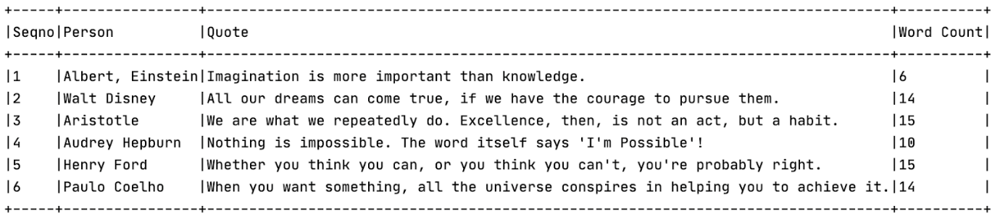 +-----+----------------+--------------------------------------------------------------------------------+----------+
|Seqno|Person          |Quote                                                                           |Word Count|
+-----+----------------+--------------------------------------------------------------------------------+----------+
|1    |Albert, Einstein|Imagination is more important than knowledge.                                   |6         |
|2    |Walt Disney     |All our dreams can come true, if we have the courage to pursue them.            |14        |
|3    |Aristotle       |We are what we repeatedly do. Excellence, then, is not an act, but a habit.     |15        |
|4    |Audrey Hepburn  |Nothing is impossible. The word itself says 'I'm Possible'!                     |10        |
|5    |Henry Ford      |Whether you think you can, or you think you can't, you're probably right.       |15        |
|6    |Paulo Coelho    |When you want something, all the universe conspires in helping you to achieve it.|14        |
+-----+----------------+--------------------------------------------------------------------------------+----------+